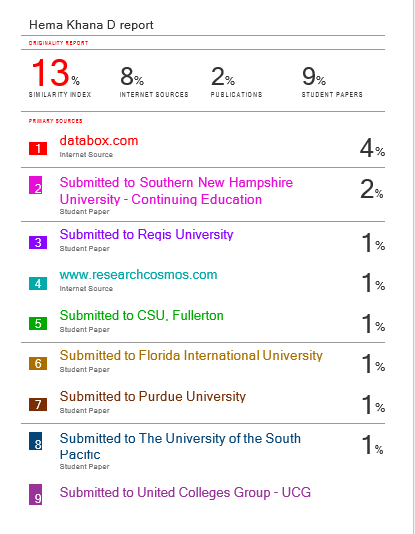 Hema Khana D report
ORIGINALITY REPORT
13% 8% 2% 9%
SIMILARITY INDEX INTERNET SOURCES PUBLICATIONS STUDENT PAPERS
PRIMARY SOURCES
1 databox.com 4%
Internet Source
2 Submitted to Southern New Hampshire 2%
University - Continuing Education
Student Paper
3 Submitted to Regis University 1%
Student Paper
4 www.researchcosmos.com 1%
Internet Source
5 Submitted to CSU, Fullerton 1%
Student Paper
6 Submitted to Florida International University 1%
Student Paper
7 Submitted to Purdue University 1%
Student Paper
8 Submitted to The University of the South 1%
Pacific
Student Paper
9 Submitted to United Colleges Group - UCG